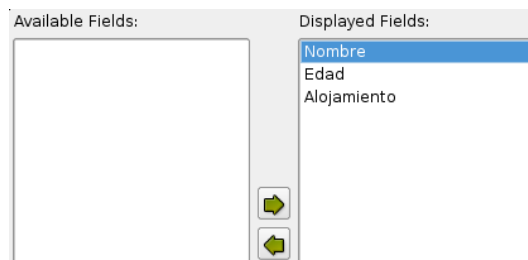 Available Fields:
Displayed Fields:
Nombre
Edad
Alojamiento